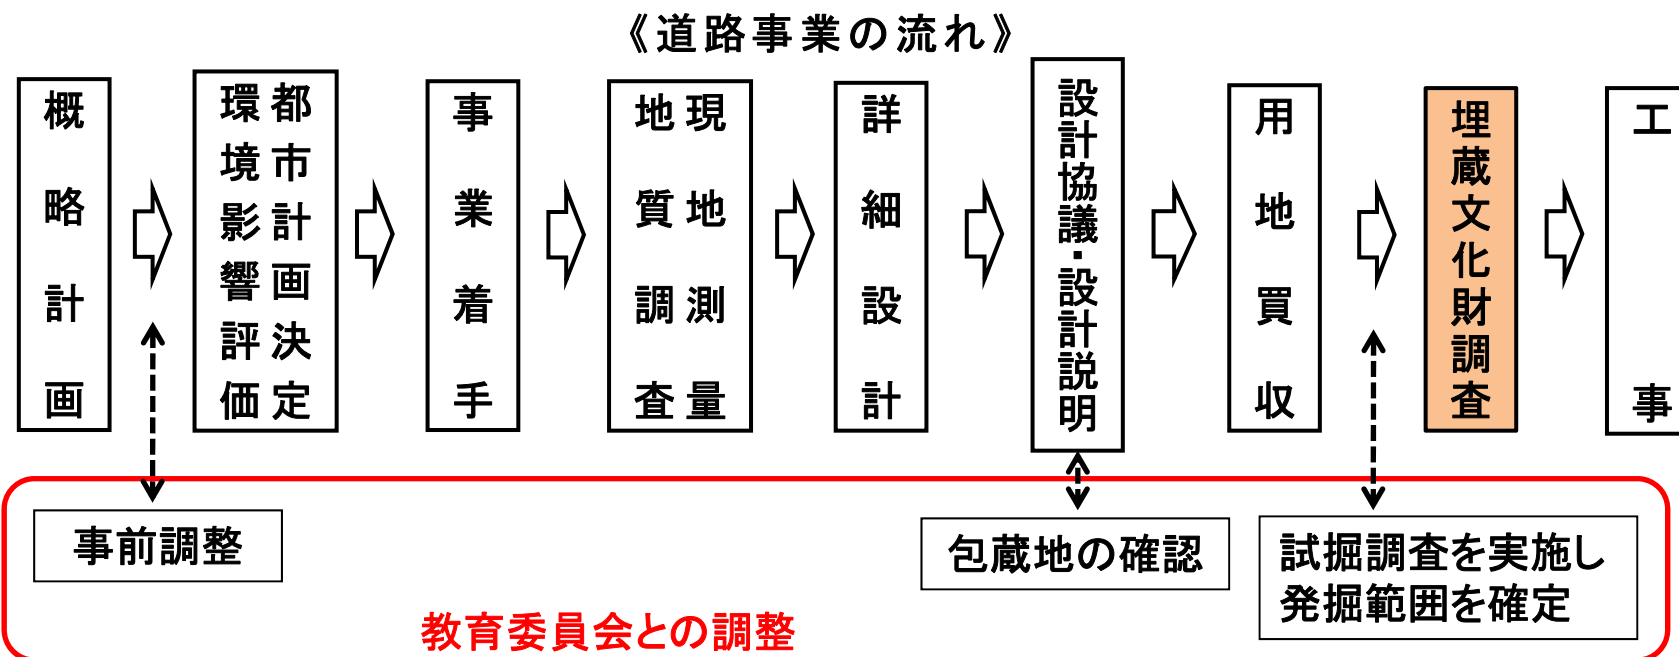 《道路事業の流れ》
概略計画
都市計画決定
環境影響評価
事業着手
現地測量
地質調査
詳細設計
設計協議・設計説明
用地買収
埋蔵文化財調査
工事
事前調整
包蔵地の確認
試掘調査を実施し
発掘範囲を確定
教育委員会との調整